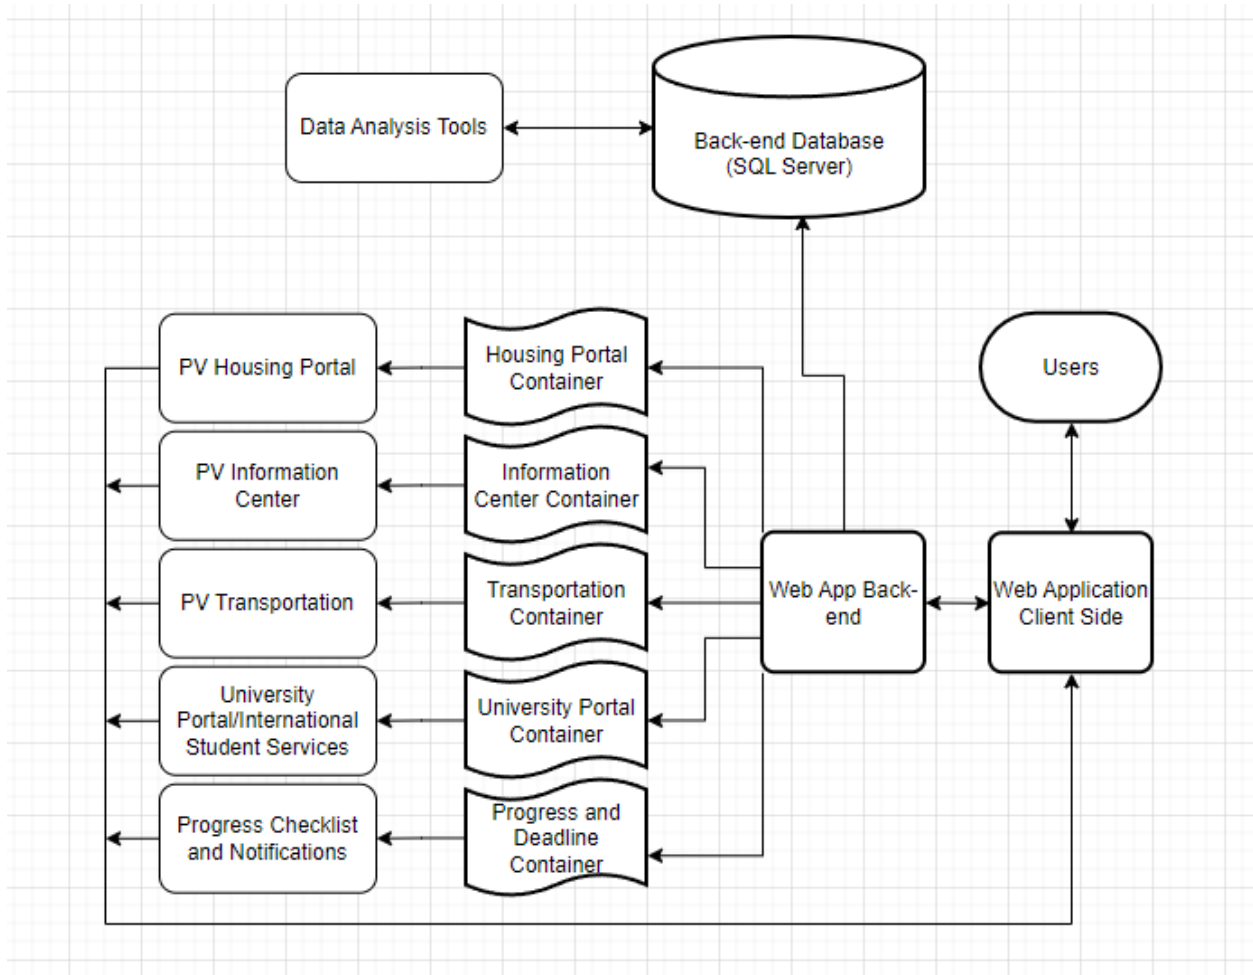 Data Analysis Tools
Back-end Database
(SQL Server)
PV Housing Portal
Housing Portal
Container
Users
PV Information
Center
Information
Center Container
PV Transportation
Transportation
Container
Web App Back-
end
Web Application
Client Side
University
Portal/International
Student Services
University Portal
Container
Progress Checklist
and Notifications
Progress and
Deadline
Container